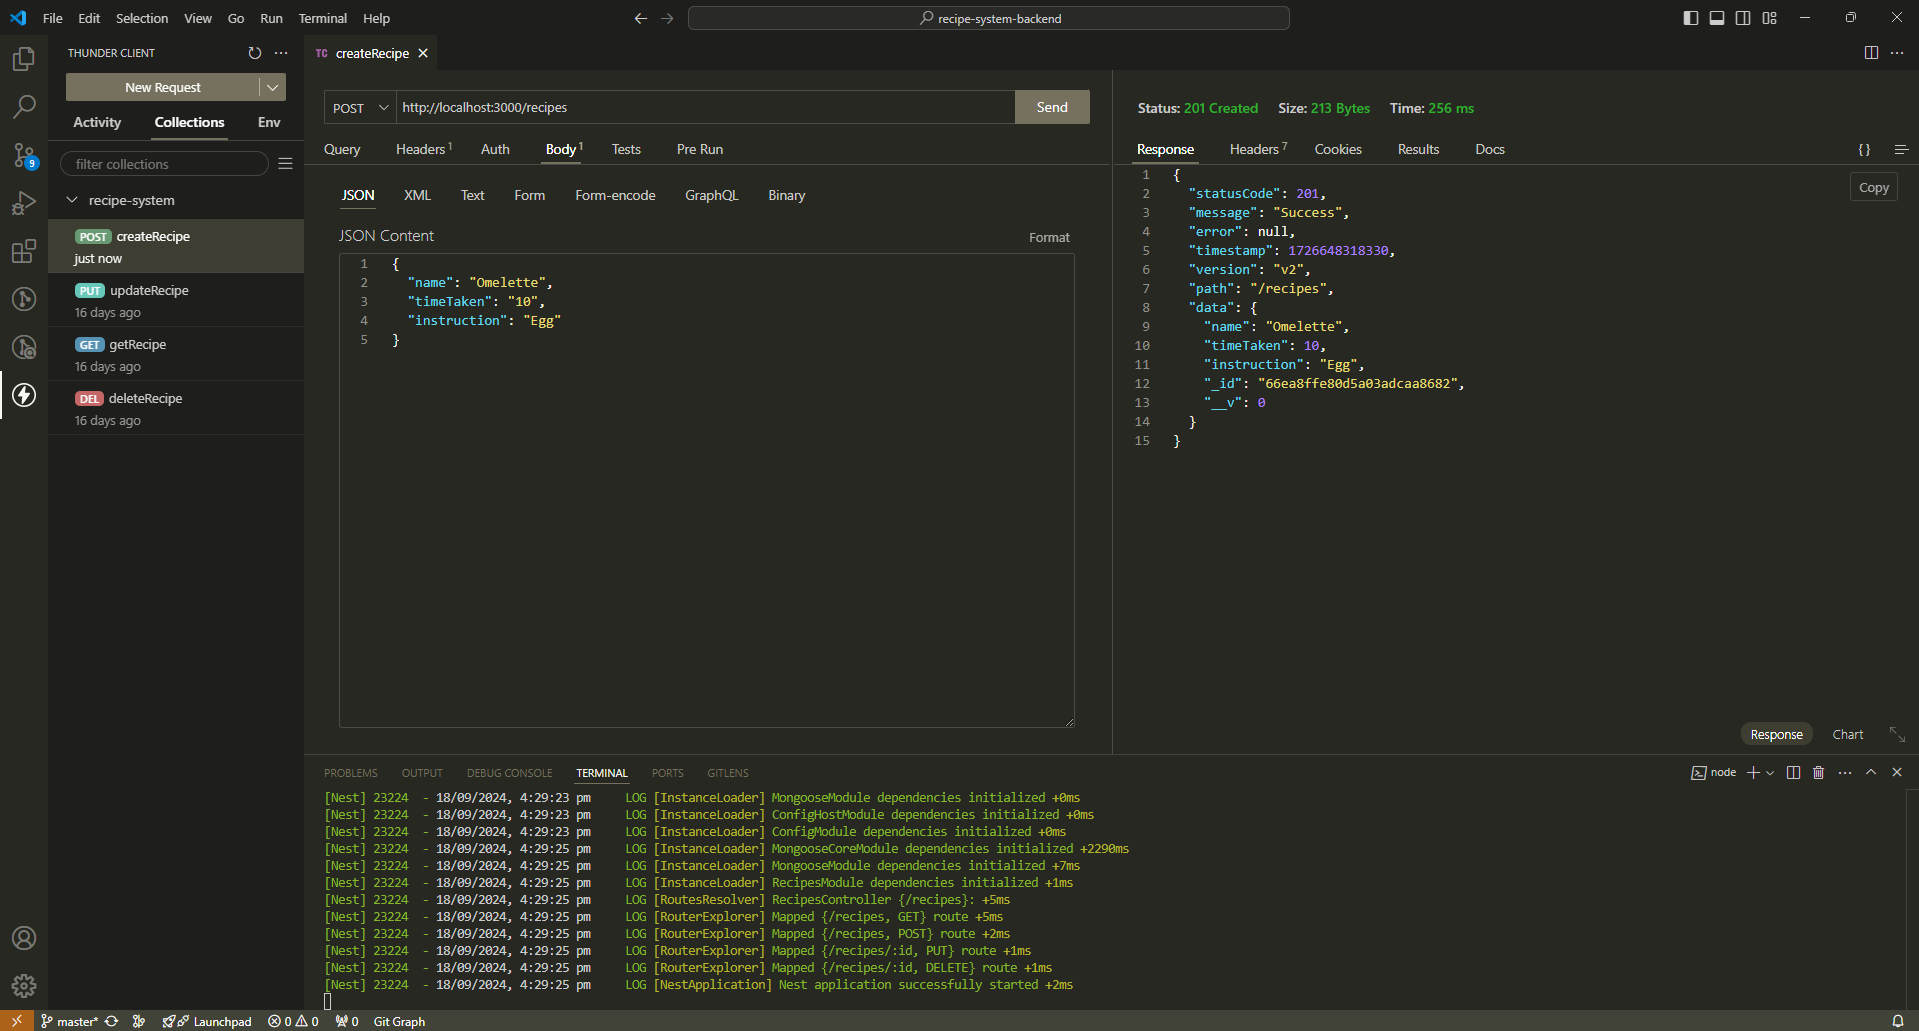 File Edit Selection View Go Run Terminal Help
recipe-system-backend
THUNDER CLIENT
New Request
Activity Collections Env
filter collections
recipe-system
POST createRecipe
just now
PUT updateRecipe
16 days ago
GET getRecipe
16 days ago
DEL deleteRecipe
16 days ago
9
TC createRecipe
POST http://localhost:3000/recipes Send
Query Headers 1 Auth Body 1 Tests Pre Run
JSON XML Text Form Form-encode GraphQL Binary
JSON Content Format
1 {
2 "name": "Omelette",
3 "timeTaken": "10",
4 "instruction": "Egg"
5 }
Status: 201 Created Size: 213 Bytes Time: 256 ms
Response Headers 7 Cookies Results Docs { }
Copy
1 {
2 "statusCode": 201,
3 "message": "Success",
4 "error": null,
5 "timestamp": 1726648318330,
6 "version": "v2",
7 "path": "/recipes",
8 "data": {
9 "name": "Omelette",
10 "timeTaken": 10,
11 "instruction": "Egg",
12 "_id": "66ea8ffe80d5a03adcaa8682",
13 "__v": 0
14 }
15 }
Response Chart
PROBLEMS OUTPUT DEBUG CONSOLE TERMINAL PORTS GITLENS
node
[Nest] 23224 - 18/09/2024, 4:29:23 pm LOG [InstanceLoader] MongooseModule dependencies initialized +0ms
[Nest] 23224 - 18/09/2024, 4:29:23 pm LOG [InstanceLoader] ConfigHostModule dependencies initialized +0ms
[Nest] 23224 - 18/09/2024, 4:29:23 pm LOG [InstanceLoader] ConfigModule dependencies initialized +0ms
[Nest] 23224 - 18/09/2024, 4:29:25 pm LOG [InstanceLoader] MongooseCoreModule dependencies initialized +2290ms
[Nest] 23224 - 18/09/2024, 4:29:25 pm LOG [InstanceLoader] MongooseModule dependencies initialized +7ms
[Nest] 23224 - 18/09/2024, 4:29:25 pm LOG [InstanceLoader] RecipesModule dependencies initialized +1ms
[Nest] 23224 - 18/09/2024, 4:29:25 pm LOG [RoutesResolver] RecipesController {/recipes}: +5ms
[Nest] 23224 - 18/09/2024, 4:29:25 pm LOG [RouterExplorer] Mapped {/recipes, GET} route +5ms
[Nest] 23224 - 18/09/2024, 4:29:25 pm LOG [RouterExplorer] Mapped {/recipes, POST} route +2ms
[Nest] 23224 - 18/09/2024, 4:29:25 pm LOG [RouterExplorer] Mapped {/recipes/:id, PUT} route +1ms
[Nest] 23224 - 18/09/2024, 4:29:25 pm LOG [RouterExplorer] Mapped {/recipes/:id, DELETE} route +1ms
[Nest] 23224 - 18/09/2024, 4:29:25 pm LOG [NestApplication] Nest application successfully started +2ms
master* Launchpad 0 0 0 Git Graph